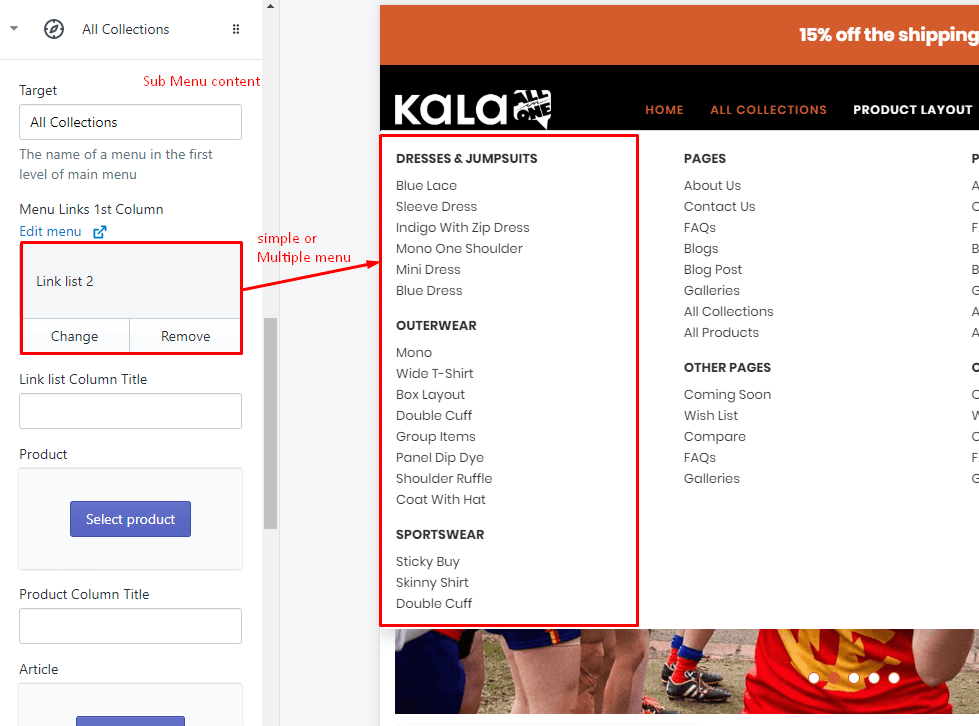 All Collections
Sub Menu content
Target
All Collections
The name of a menu in the first
level of main menu
Menu Links 1st Column
Edit menu
Link list 2
Change
Remove
Link list Column Title
Product
Select product
Product Column Title
Article
simple or
Multiple menu
15% off the shipping
KALA ALL in ONE
HOME
ALL COLLECTIONS
PRODUCT LAYOUT
DRESSES & JUMPSUITS
Blue Lace
Sleeve Dress
Indigo With Zip Dress
Mono One Shoulder
Mini Dress
Blue Dress
OUTERWEAR
Mono
Wide T-Shirt
Box Layout
Double Cuff
Group Items
Panel Dip Dye
Shoulder Ruffle
Coat With Hat
SPORTSWEAR
Sticky Buy
Skinny Shirt
Double Cuff
PAGES
About Us
Contact Us
FAQs
Blogs
Blog Post
Galleries
All Collections
All Products
OTHER PAGES
Coming Soon
Wish List
Compare
FAQs
Galleries